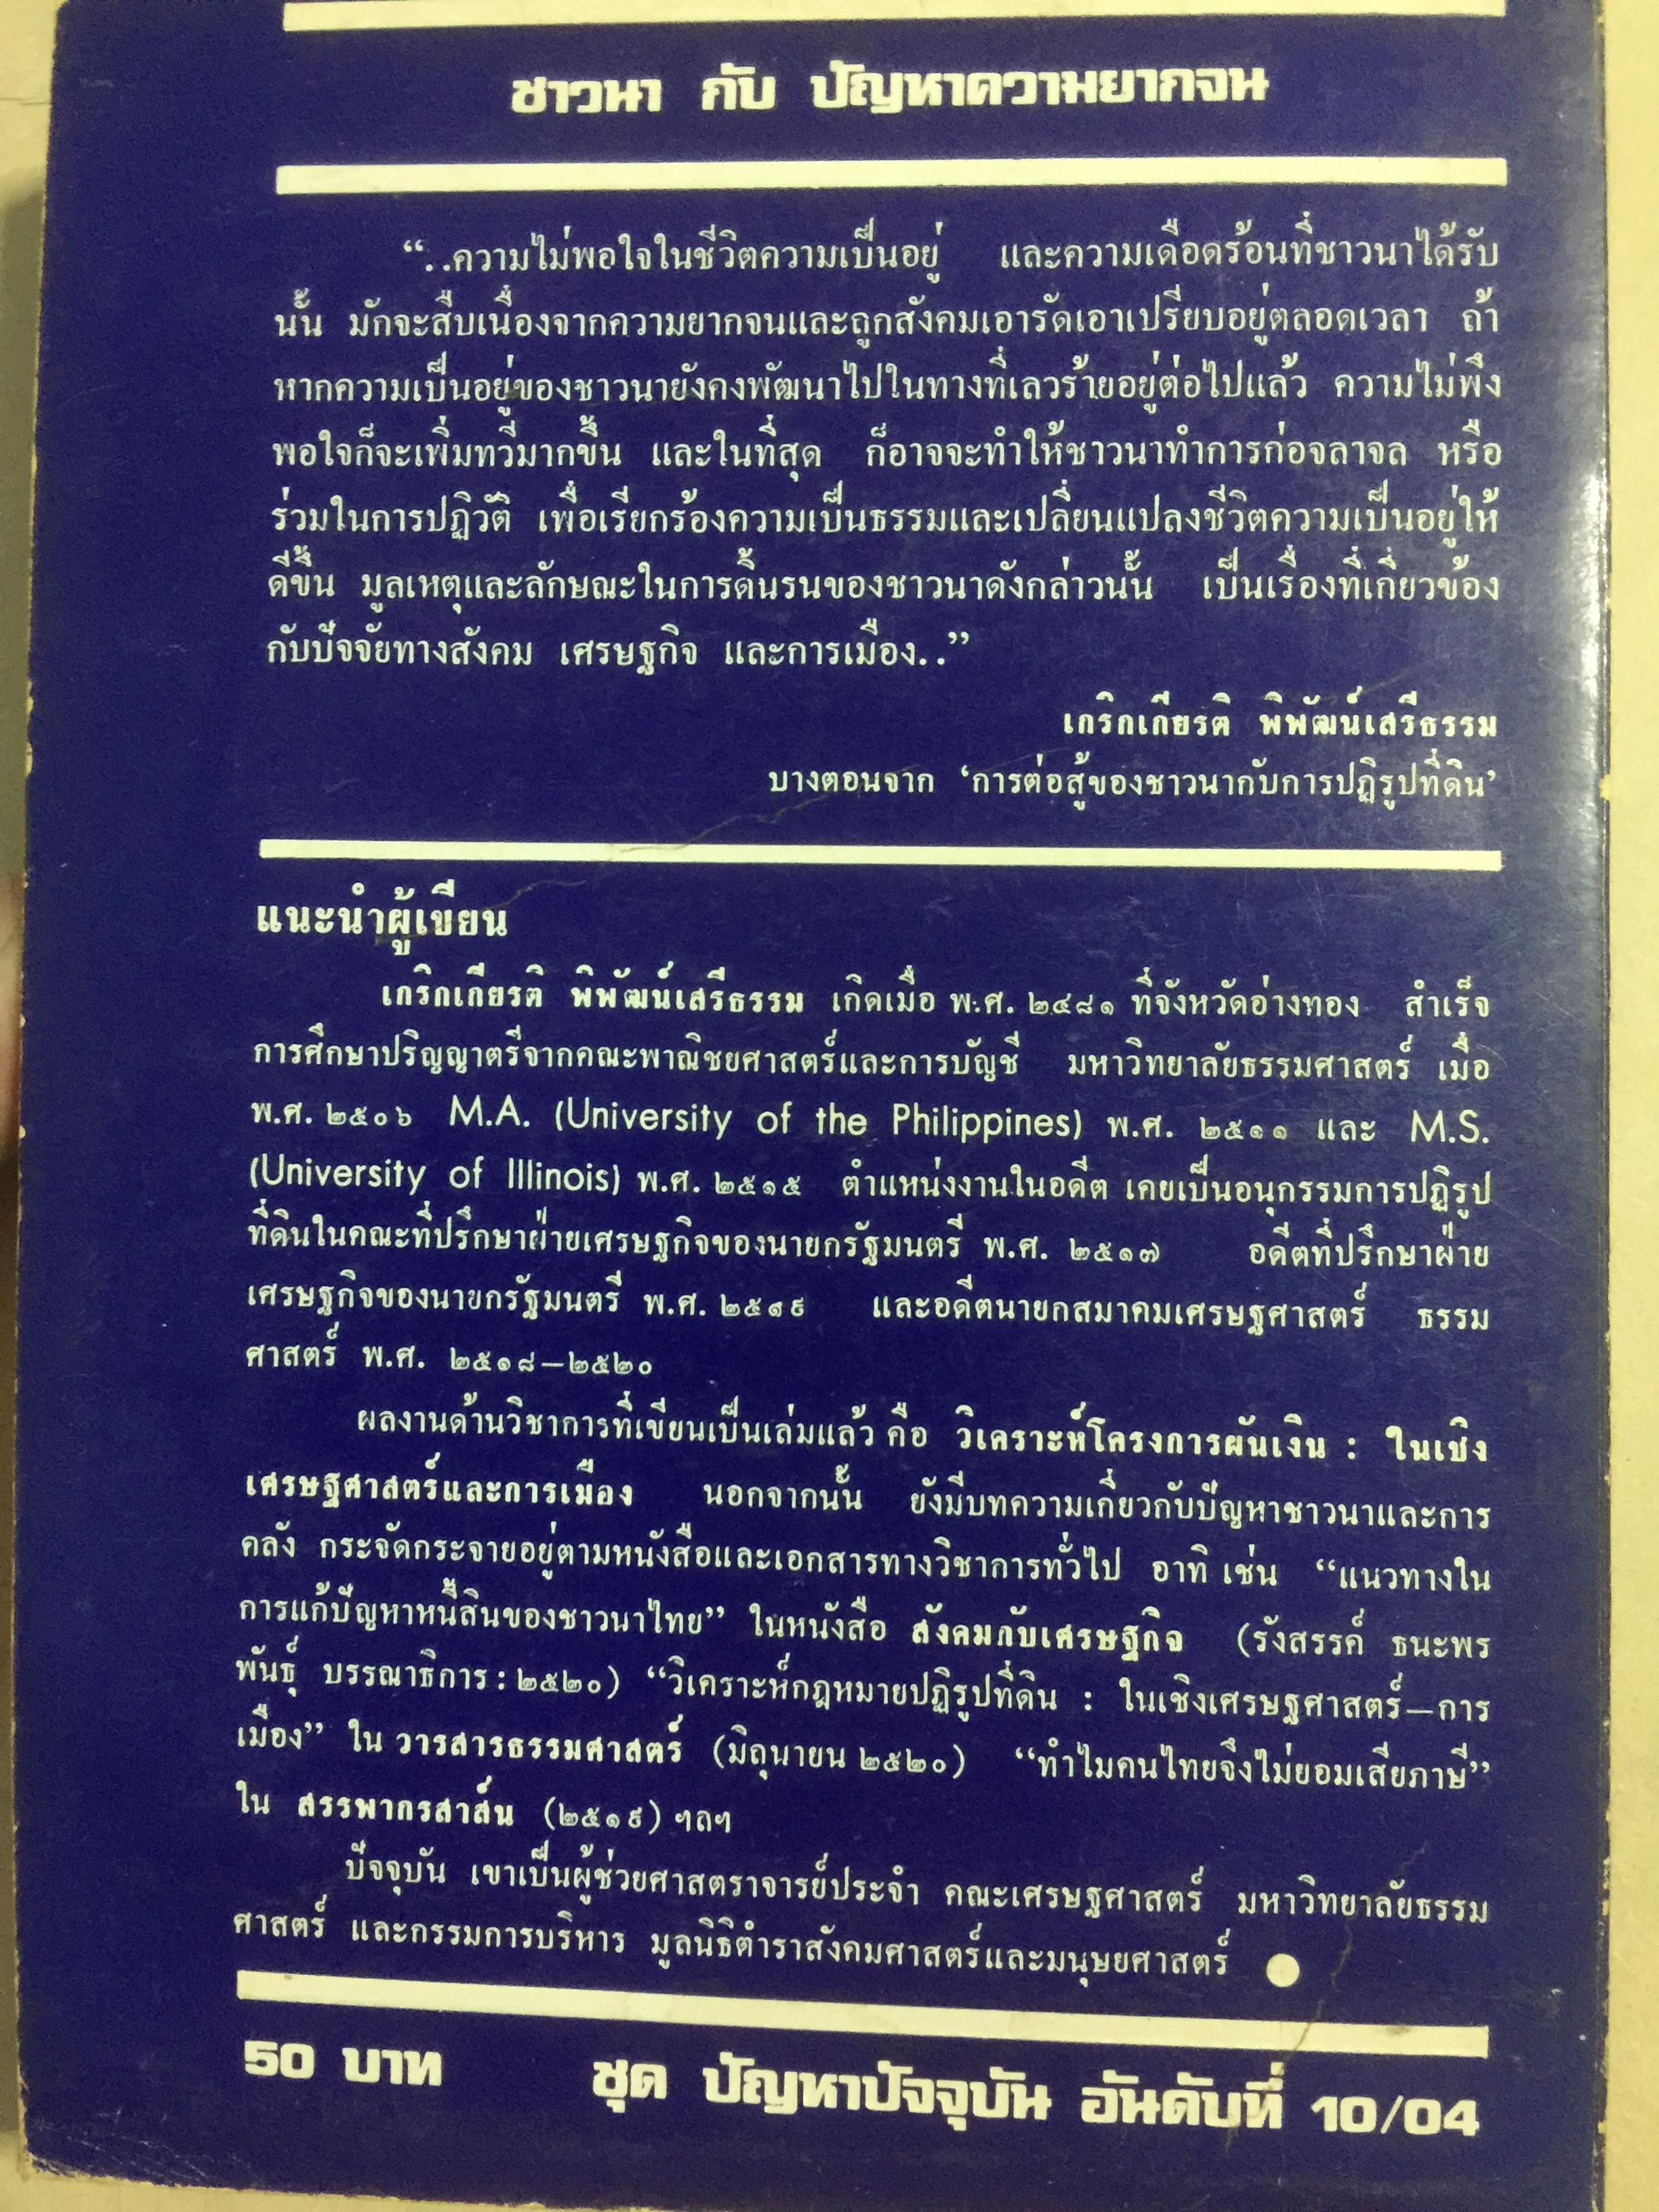 ชาวนา กับ ปัญหาความยากจน
“..ความไม่พอใจในชีวิตความเป็นอยู่ และความเดือดร้อนที่ชาวนาได้รับ
นั้น มักจะสืบเนื่องจากความยากจนและถูกสังคมเอารัดเอาเปรียบอยู่ตลอดเวลา ถ้า
หากความเป็นอยู่ของชาวนายังคงพัฒนาไปในทางที่เลวร้ายอยู่ต่อไปแล้ว ความไม่พึง
พอใจก็จะเพิ่มทวีมากขึ้น และในที่สุด ก็อาจจะทำให้ชาวนาทำการก่อจลาจล หรือ
ร่วมในการปฏิวัติ เพื่อเรียกร้องความเป็นธรรมและเปลี่ยนแปลงชีวิตความเป็นอยู่ให้
ดีขึ้น มูลเหตุและลักษณะในการดิ้นรนของชาวนาดังกล่าวนั้น เป็นเรื่องที่เกี่ยวข้อง
กับปัจจัยทางสังคม เศรษฐกิจ และการเมือง..”
เกริกเกียรติ พิพัฒน์เสรีธรรม
บางตอนจาก ‘การต่อสู้ของชาวนากับการปฏิรูปที่ดิน’
แนะนำผู้เขียน
เกริกเกียรติ พิพัฒน์เสรีธรรม เกิดเมื่อ พ.ศ. ๒๔๘๑ ที่จังหวัดอ่างทอง สำเร็จ
การศึกษาปริญญาตรีจากคณะพาณิชยศาสตร์และการบัญชี มหาวิทยาลัยธรรมศาสตร์ เมื่อ
พ.ศ. ๒๕๐๖ M.A. (University of the Philippines) พ.ศ. ๒๕๑๑ และ M.S.
(University of Illinois) พ.ศ. ๒๕๑๕ ตำแหน่งงานในอดีต เคยเป็นอนุกรรมการปฏิรูป
ที่ดินในคณะที่ปรึกษาฝ่ายเศรษฐกิจของนายกรัฐมนตรี พ.ศ. ๒๕๑๗ อดีตที่ปรึกษาฝ่าย
เศรษฐกิจของนายกรัฐมนตรี พ.ศ. ๒๕๑๙ และอดีตนายกสมาคมเศรษฐศาสตร์ ธรรม
ศาสตร์ พ.ศ. ๒๕๑๘—๒๕๒๐
ผลงานด้านวิชาการที่เขียนเป็นเล่มแล้ว คือ วิเคราะห์โครงการผันเงิน : ในเชิง
เศรษฐศาสตร์และการเมือง นอกจากนั้น ยังมีบทความเกี่ยวกับปัญหาชาวนาและการ
คลัง กระจัดกระจายอยู่ตามหนังสือและเอกสารทางวิชาการทั่วไป อาทิ เช่น “แนวทางใน
การแก้ปัญหาหนี้สินของชาวนาไทย” ในหนังสือ สังคมกับเศรษฐกิจ (รังสรรค์ ธนะพร
พันธุ์ บรรณาธิการ : ๒๕๒๐) “วิเคราะห์กฎหมายปฏิรูปที่ดิน : ในเชิงเศรษฐศาสตร์—การ
เมือง” ใน วารสารธรรมศาสตร์ (มิถุนายน ๒๕๒๐) “ทำไมคนไทยจึงไม่ยอมเสียภาษี”
ใน สรรพากรสาส์น (๒๕๑๙) ฯลฯ
ปัจจุบัน เขาเป็นผู้ช่วยศาสตราจารย์ประจำ คณะเศรษฐศาสตร์ มหาวิทยาลัยธรรม
ศาสตร์ และกรรมการบริหาร มูลนิธิตำราสังคมศาสตร์และมนุษยศาสตร์
50 บาท ชุด ปัญหาปัจจุบัน อันดับที่ 10/04